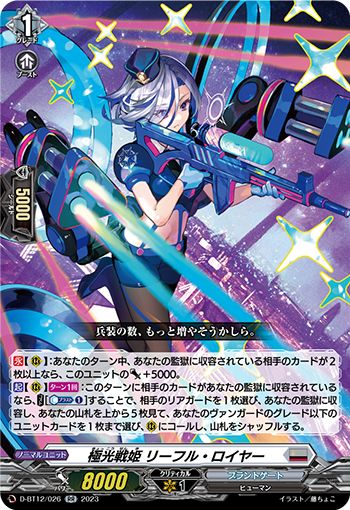 1
グレード
ブースト
5000
シールド
兵装の数、もっと増やそうかしら。
永【R】:あなたのターン中、あなたの監獄に収容されている相手のカードが2
枚以上なら、このユニットの+5000。
起【R】【ターン1回】:このターンに相手のカードがあなたの監獄に収容されているな
ら、【コスト】[プラスト1]することで、相手のリアガードを1枚選び、あなたの監獄に
収容し、あなたの山札を上から5枚見て、あなたのヴァンガードのグレード以下の
ユニットカードを1枚まで選び、Rにコールし、山札をシャッフルする。
ノーマルユニット
極光戦姫 リーフル・ロイヤー
パワー
8000
クリティカル
1
ブラントゲート
ヒューマン
D-BT12/026 RR 2023
イラスト/藤ちょこ